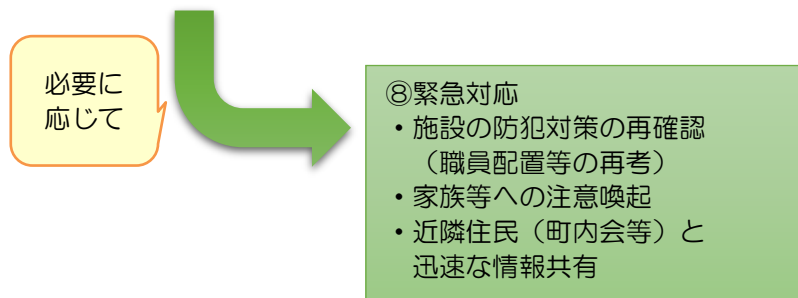 必要に
応じて
⑧緊急対応
・施設の防犯対策の再確認
（職員配置等の再考）
・家族等への注意喚起
・近隣住民（町内会等）と
迅速な情報共有